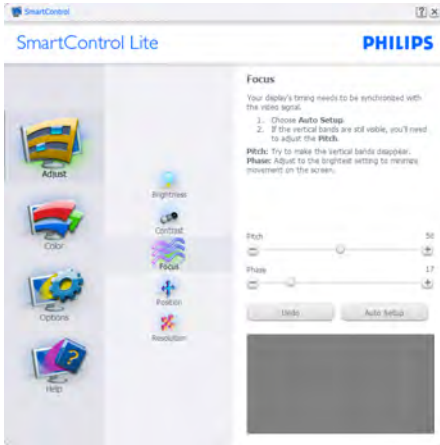 SmartControl
SmartControl Lite
PHILIPS
Adjust
Color
Options
Help
Brightness
Contrast
Focus
Position
Resolution
Focus
Your display's timing needs to be synchronized with
the video signal.
1. Choose Auto Setup.
2. If the vertical bands are still visible, you'll need
to adjust the Pitch.
Pitch: Try to make the vertical bands disappear.
Phase: Adjust to the brightest setting to minimize
movement on the screen.
Pitch 50
Phase 17
Undo Auto Setup